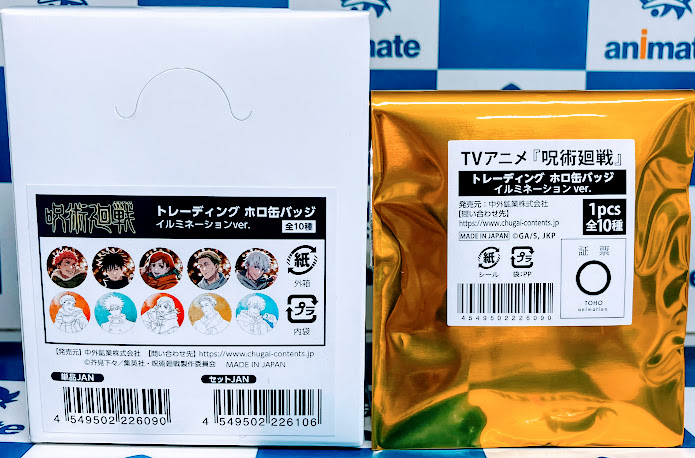 animate
animate
呪術廻戦
トレーディング ホロ缶バッジ
イルミネーションver.
全10種
紙
外箱
プラ
内袋
【発売元】中外鉱業株式会社 【問い合わせ先】https://www.chugai-contents.jp
©芥見下々/集英社・呪術廻戦製作委員会 MADE IN JAPAN
単品JAN
セットJAN
4 549502 226090
4 549502 226106
TVアニメ『呪術廻戦』
トレーディング ホロ缶バッジ
イルミネーション ver.
発売元:中外鉱業株式会社
【問い合わせ先】
https://www.chugai-contents.jp
MADE IN JAPAN ©GA/S, JKP
1pcs
全10種
紙
シール
プラ
袋:PP
4549502226090
証票
TOHO
animation